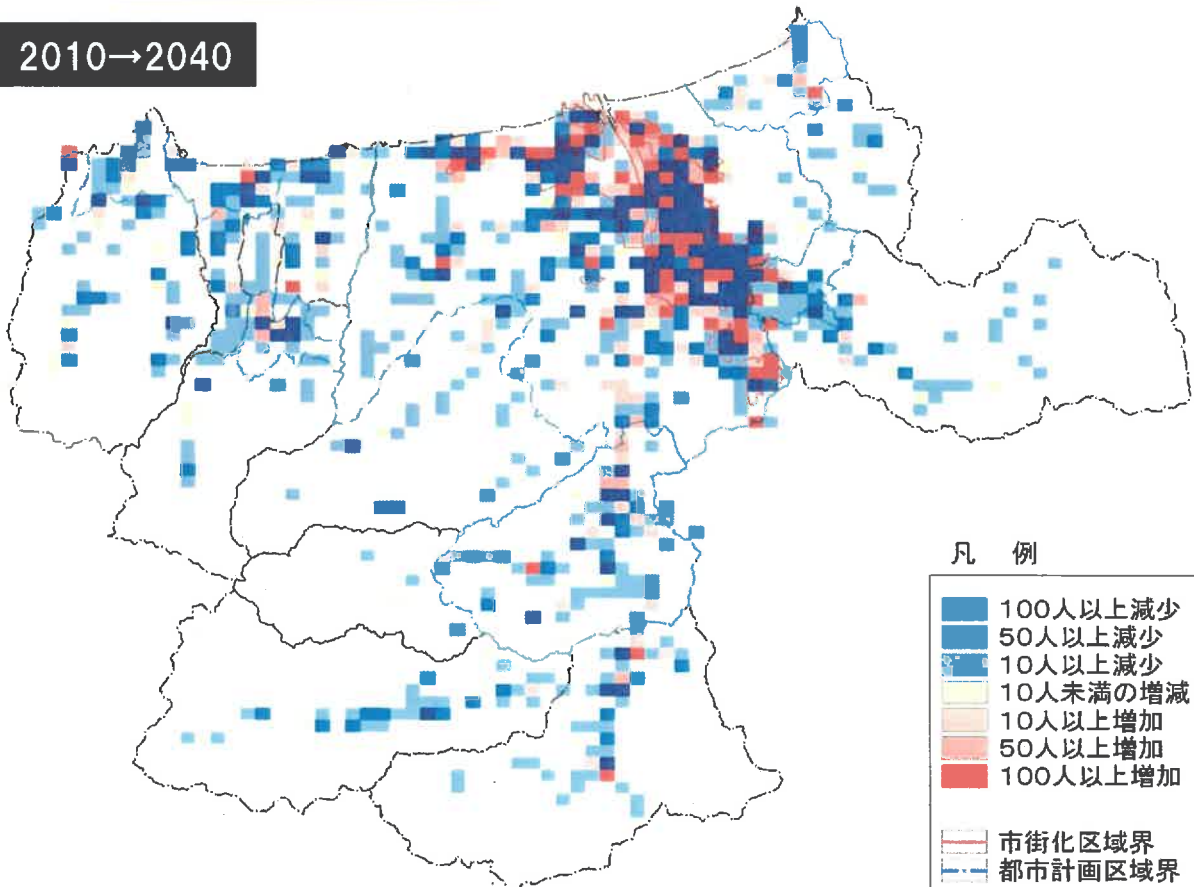 2010→2040
凡 例
100人以上減少
50人以上減少
10人以上減少
10人未満の増減
10人以上増加
50人以上増加
100人以上増加
市街化区域界
都市計画区域界